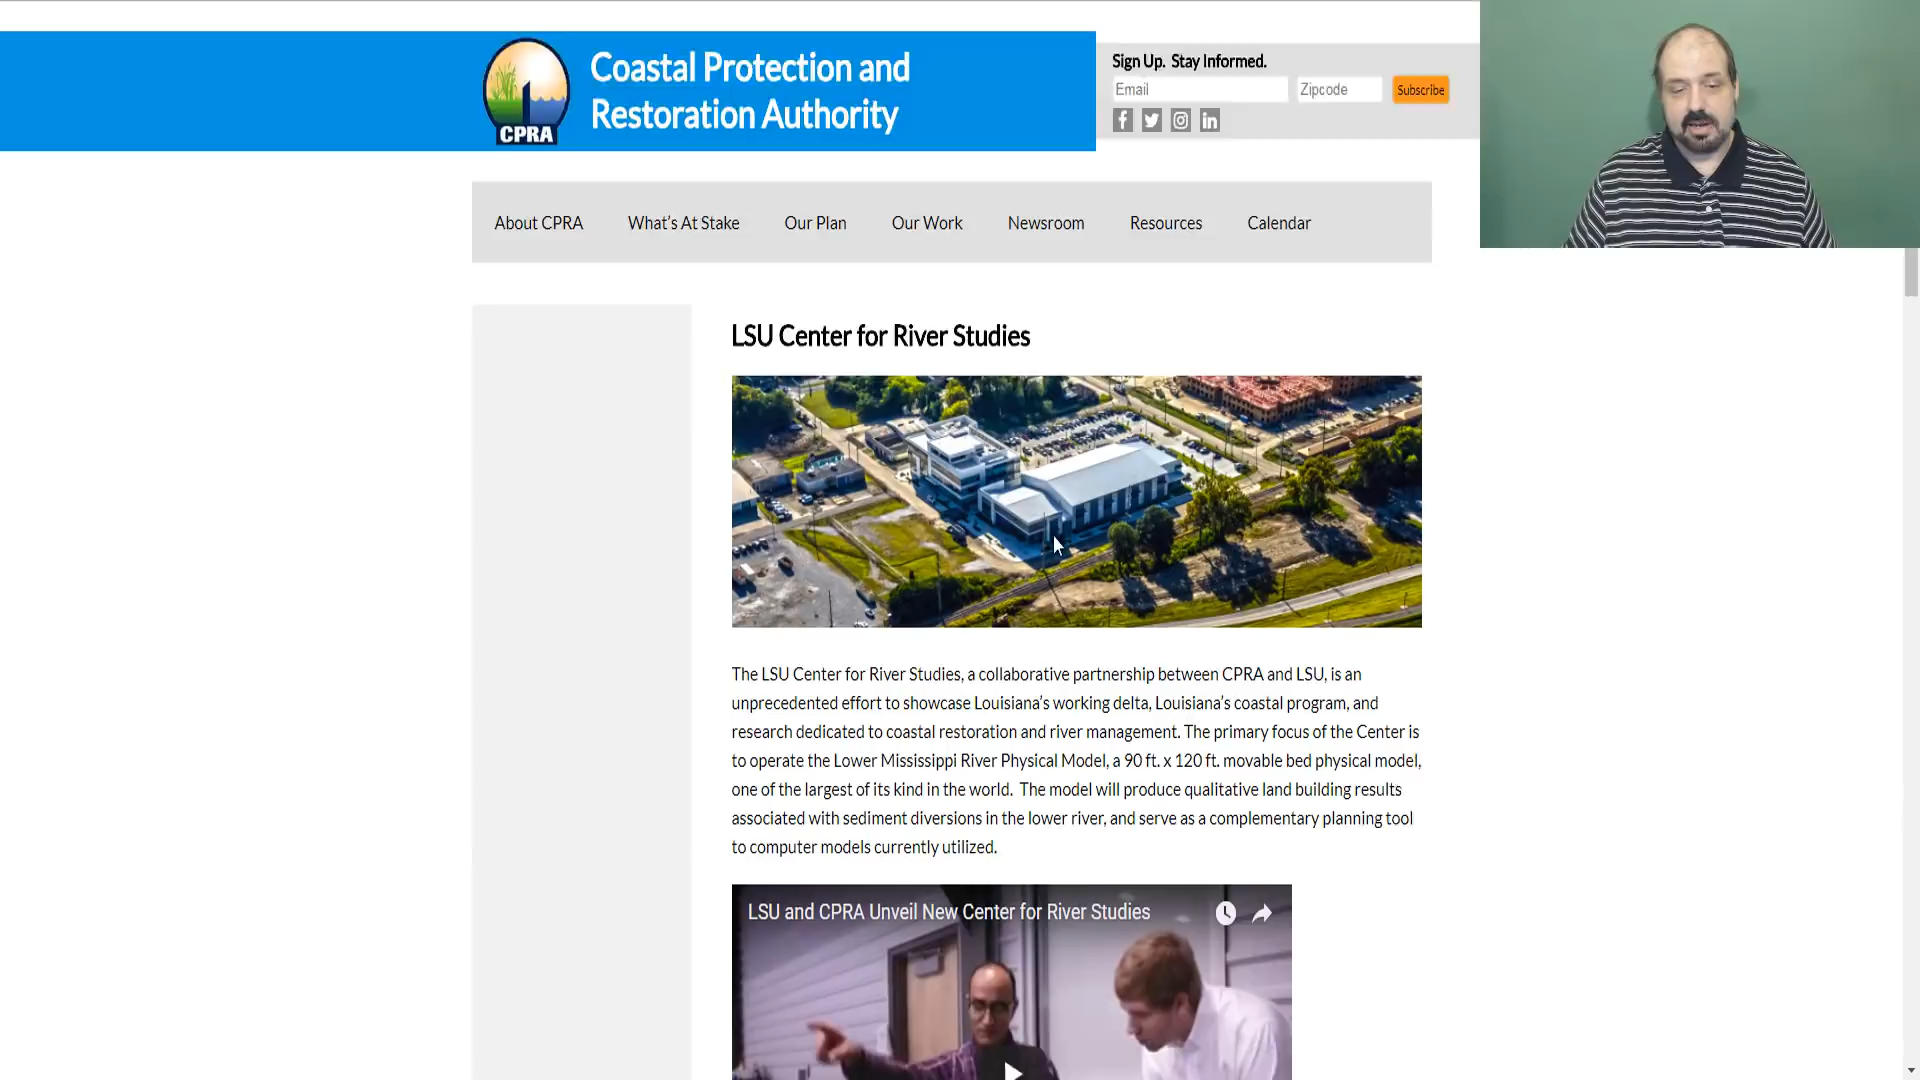 CPRA
Coastal Protection and
Restoration Authority
Sign Up. Stay Informed.
Email
Zipcode
Subscribe
About CPRA
What's At Stake
Our Plan
Our Work
Newsroom
Resources
Calendar
LSU Center for River Studies
The LSU Center for River Studies, a collaborative partnership between CPRA and LSU, is an
unprecedented effort to showcase Louisiana's working delta, Louisiana's coastal program, and
research dedicated to coastal restoration and river management. The primary focus of the Center is
to operate the Lower Mississippi River Physical Model, a 90 ft. x 120 ft. movable bed physical model,
one of the largest of its kind in the world. The model will produce qualitative land building results
associated with sediment diversions in the lower river, and serve as a complementary planning tool
to computer models currently utilized.
LSU and CPRA Unveil New Center for River Studies